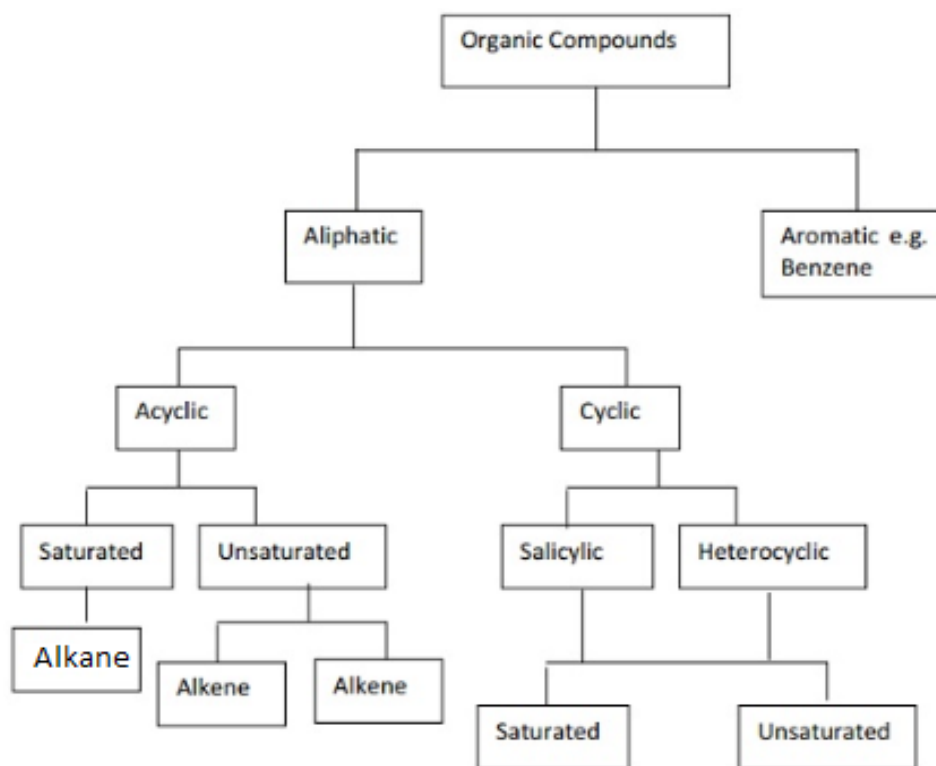 Organic Compounds
Aliphatic
Aromatic e.g.
Benzene
Acyclic
Cyclic
Saturated
Unsaturated
Salicylic
Heterocyclic
Alkane
Alkene
Alkene
Saturated
Unsaturated